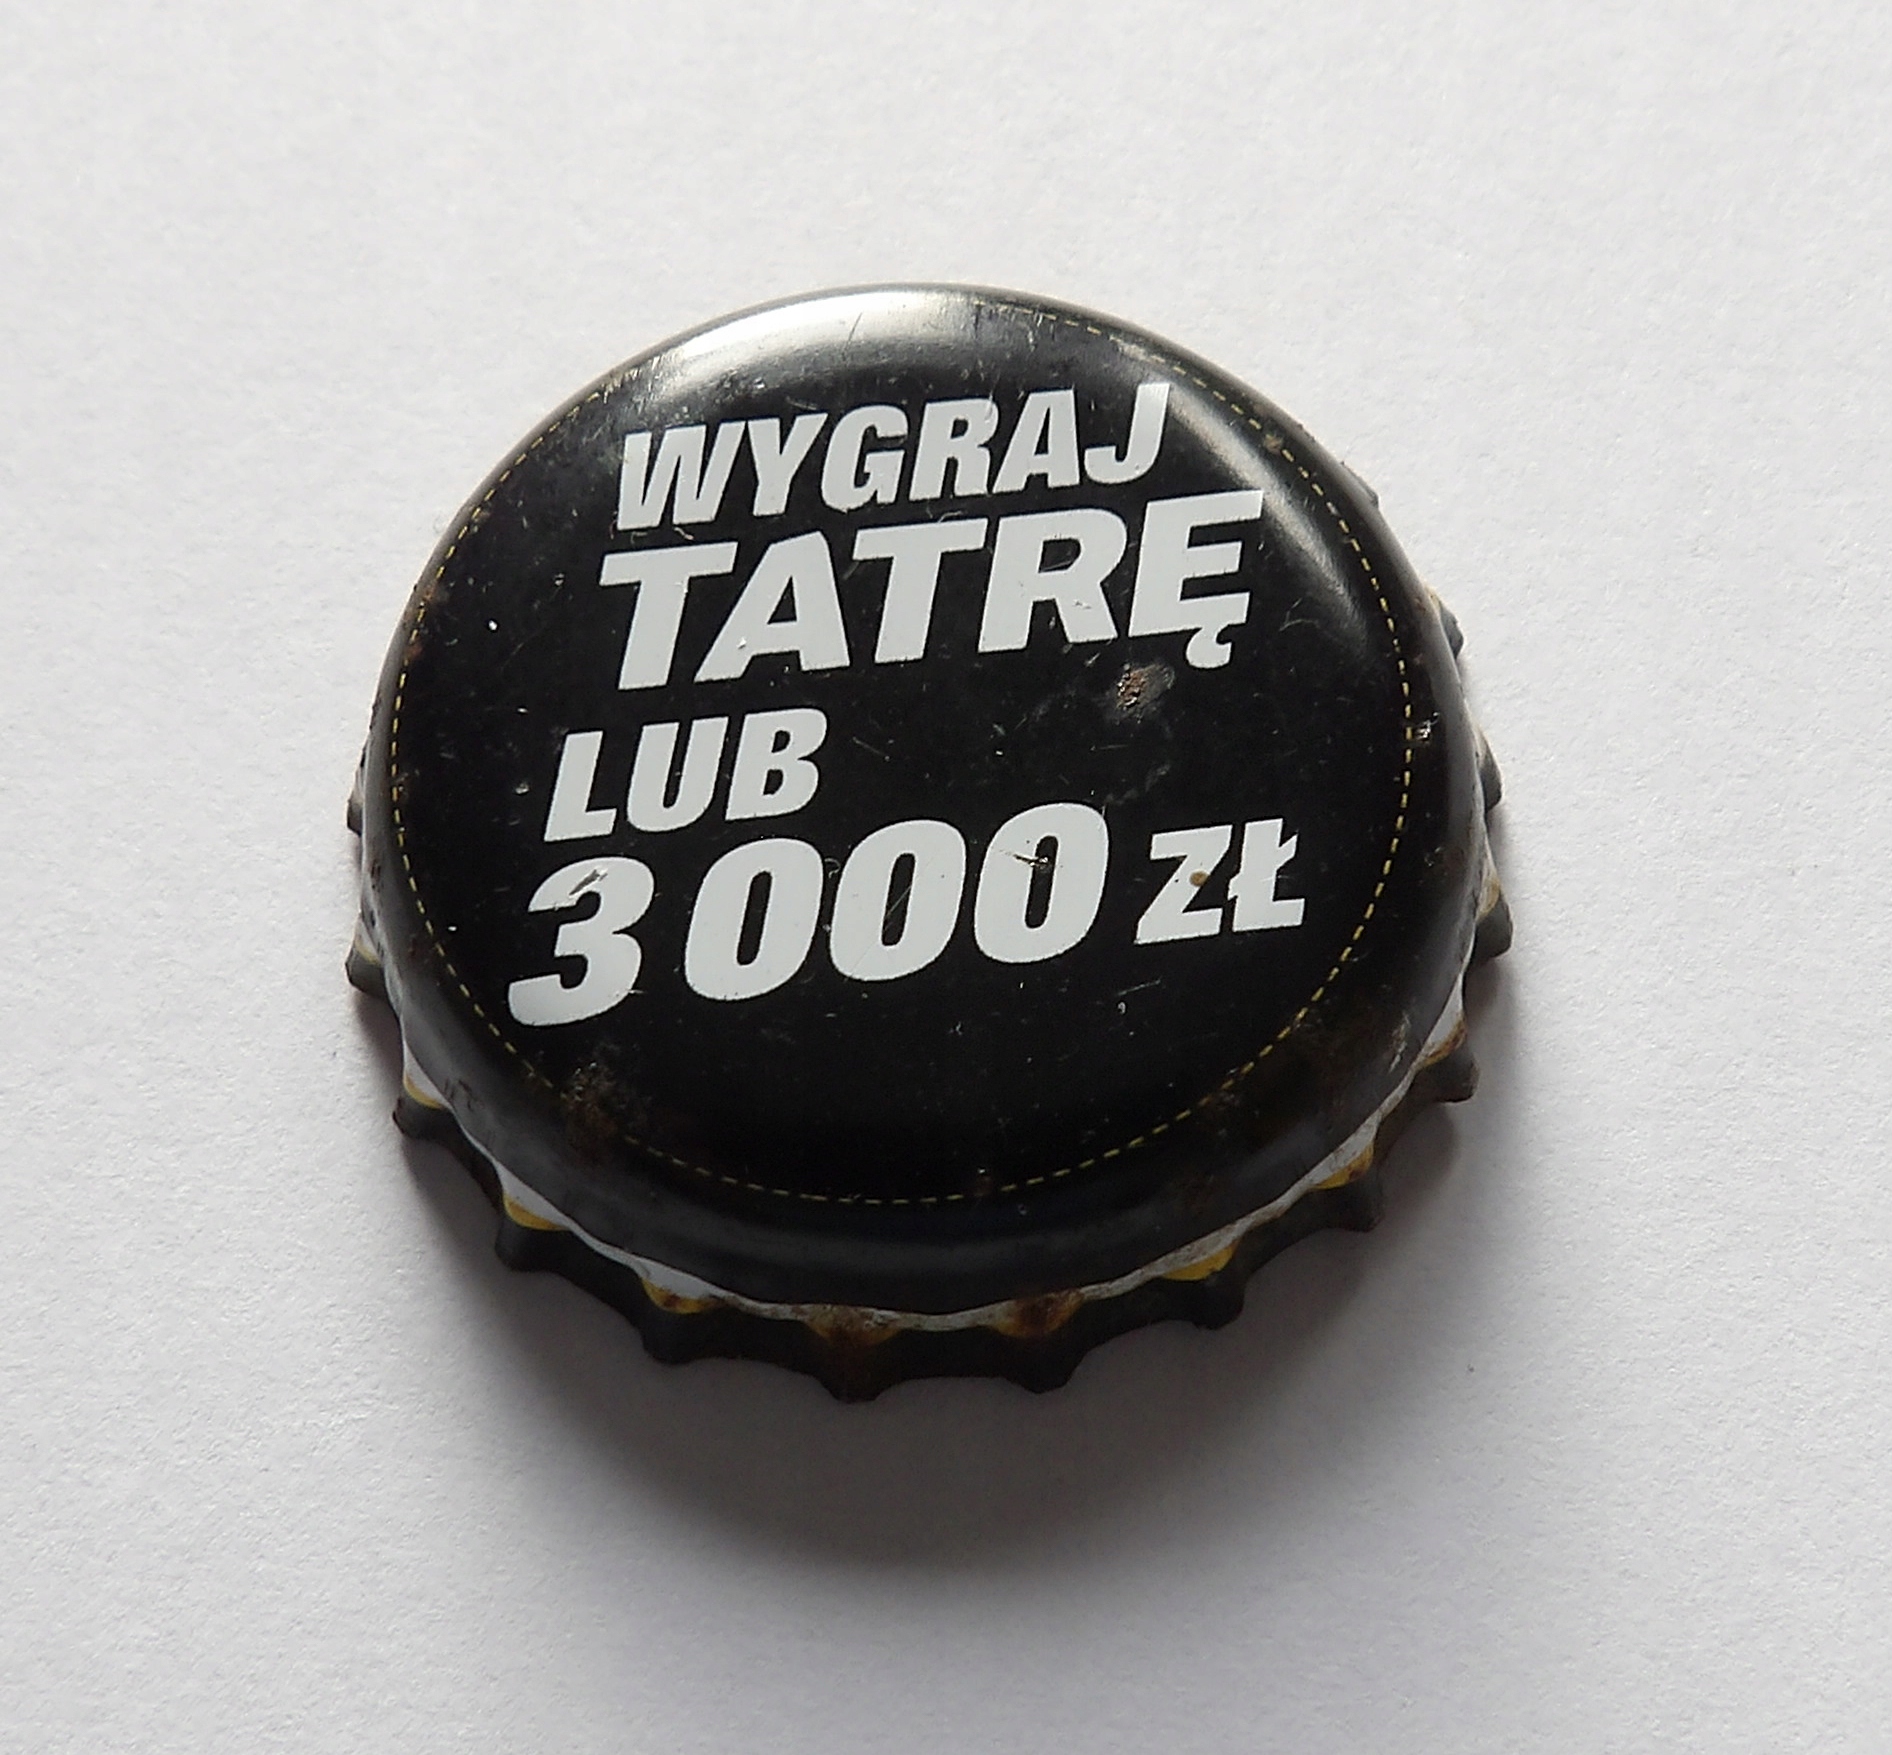 WYGRAJ
TATRĘ
LUB
3 000 ZŁ